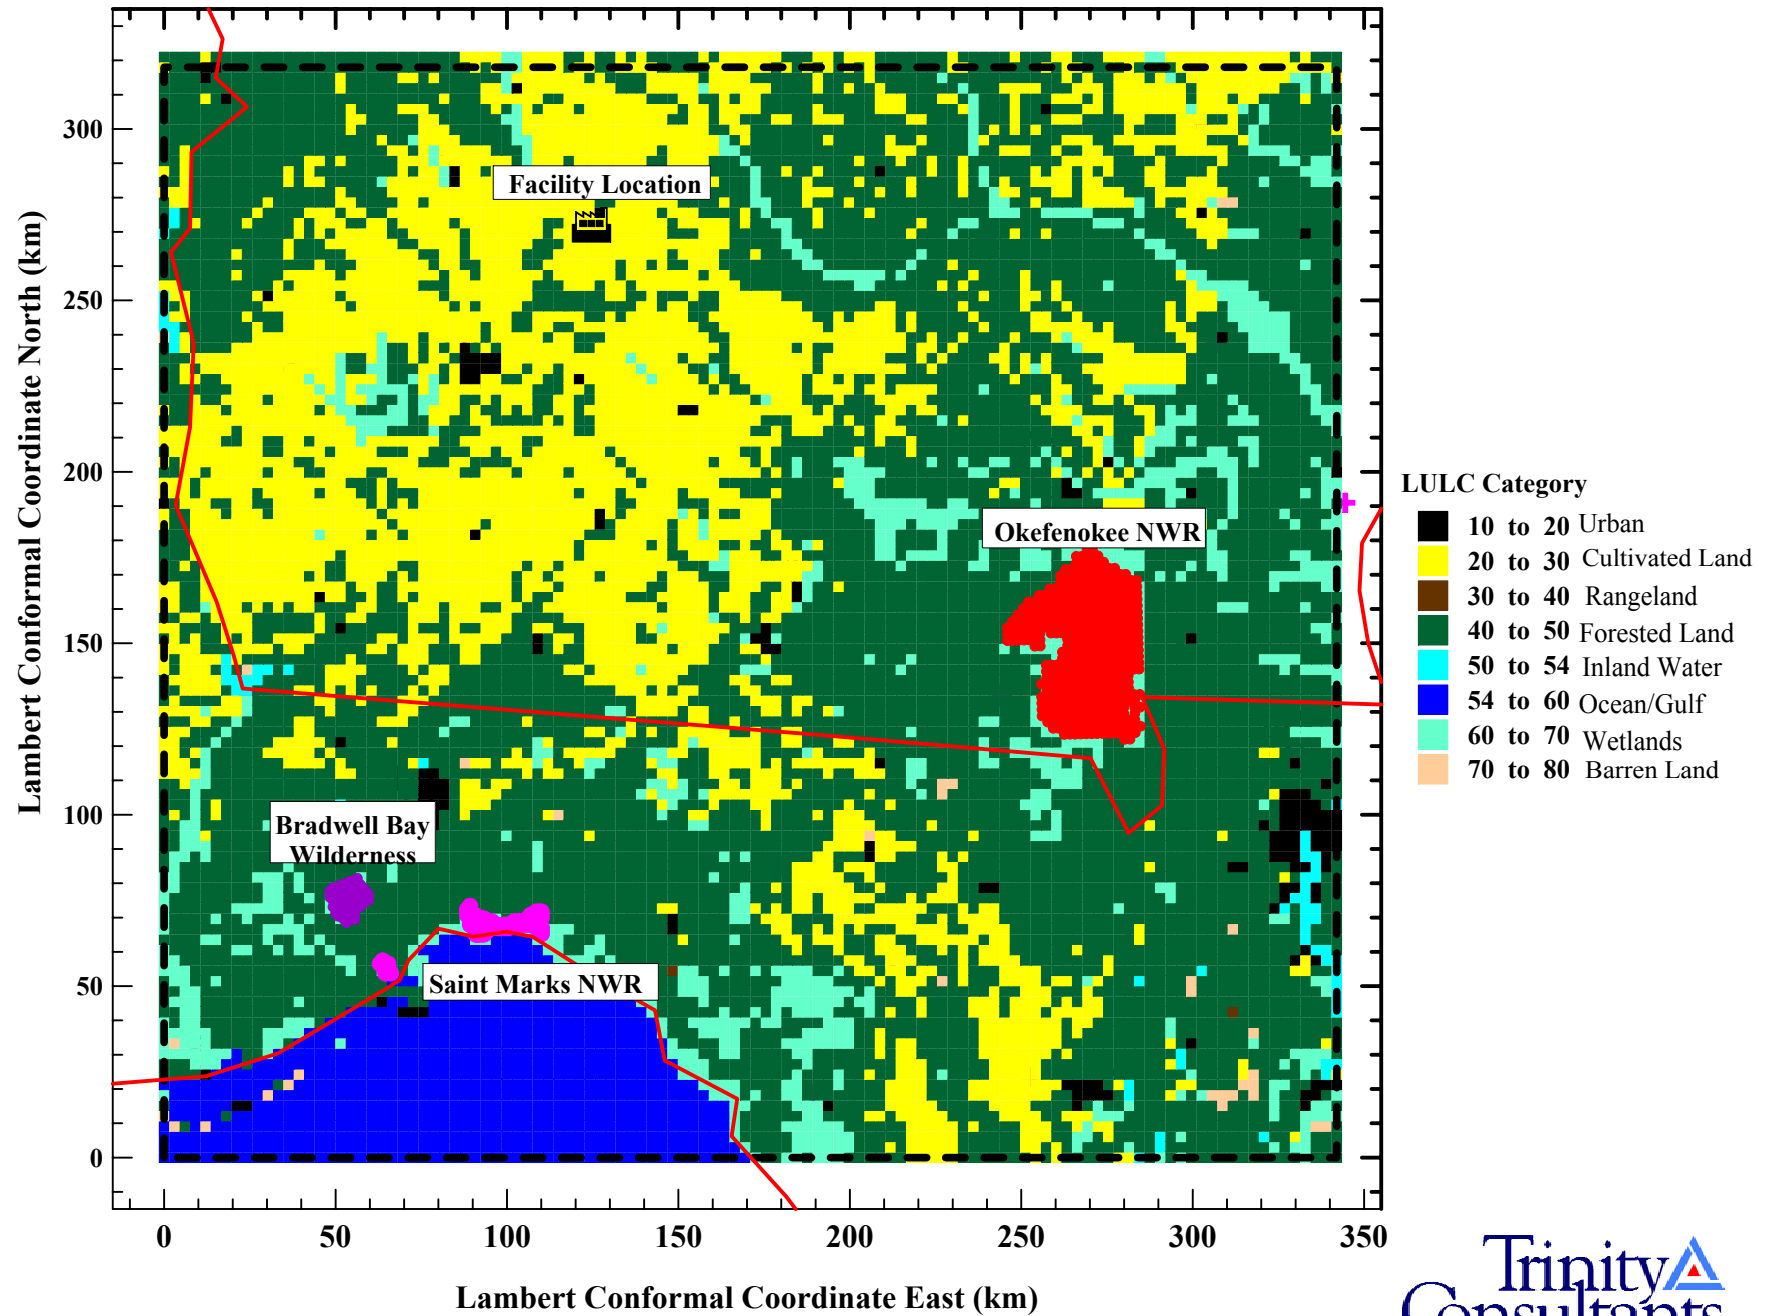 Lambert Conformal Coordinate North (km)
300
250
200
150
100
50
0
Facility Location
Okefenokee NWR
Bradwell Bay
Wilderness
Saint Marks NWR
0 50 100 150 200 250 300 350
Lambert Conformal Coordinate East (km)
LULC Category
10 to 20 Urban
20 to 30 Cultivated Land
30 to 40 Rangeland
40 to 50 Forested Land
50 to 54 Inland Water
54 to 60 Ocean/Gulf
60 to 70 Wetlands
70 to 80 Barren Land
Trinity
Consultants